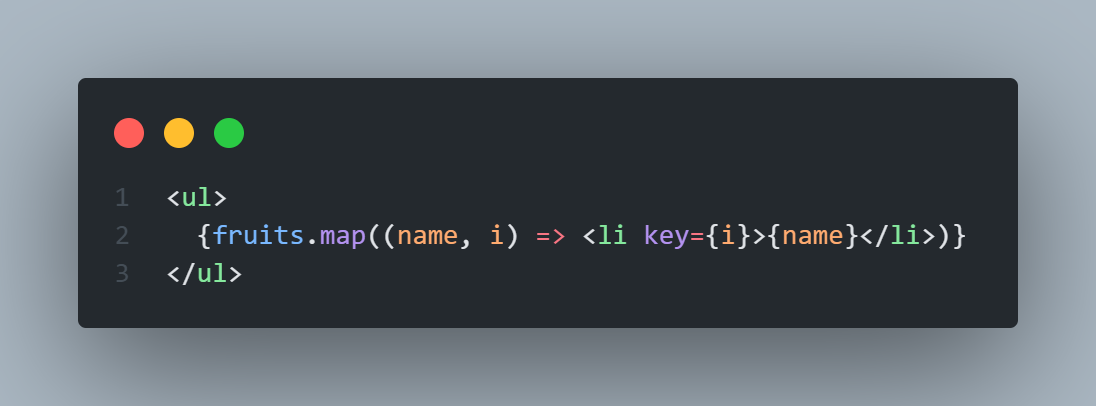 1 <ul>
2   {fruits.map((name, i) => <li key={i}>{name}</li>)}
3 </ul>